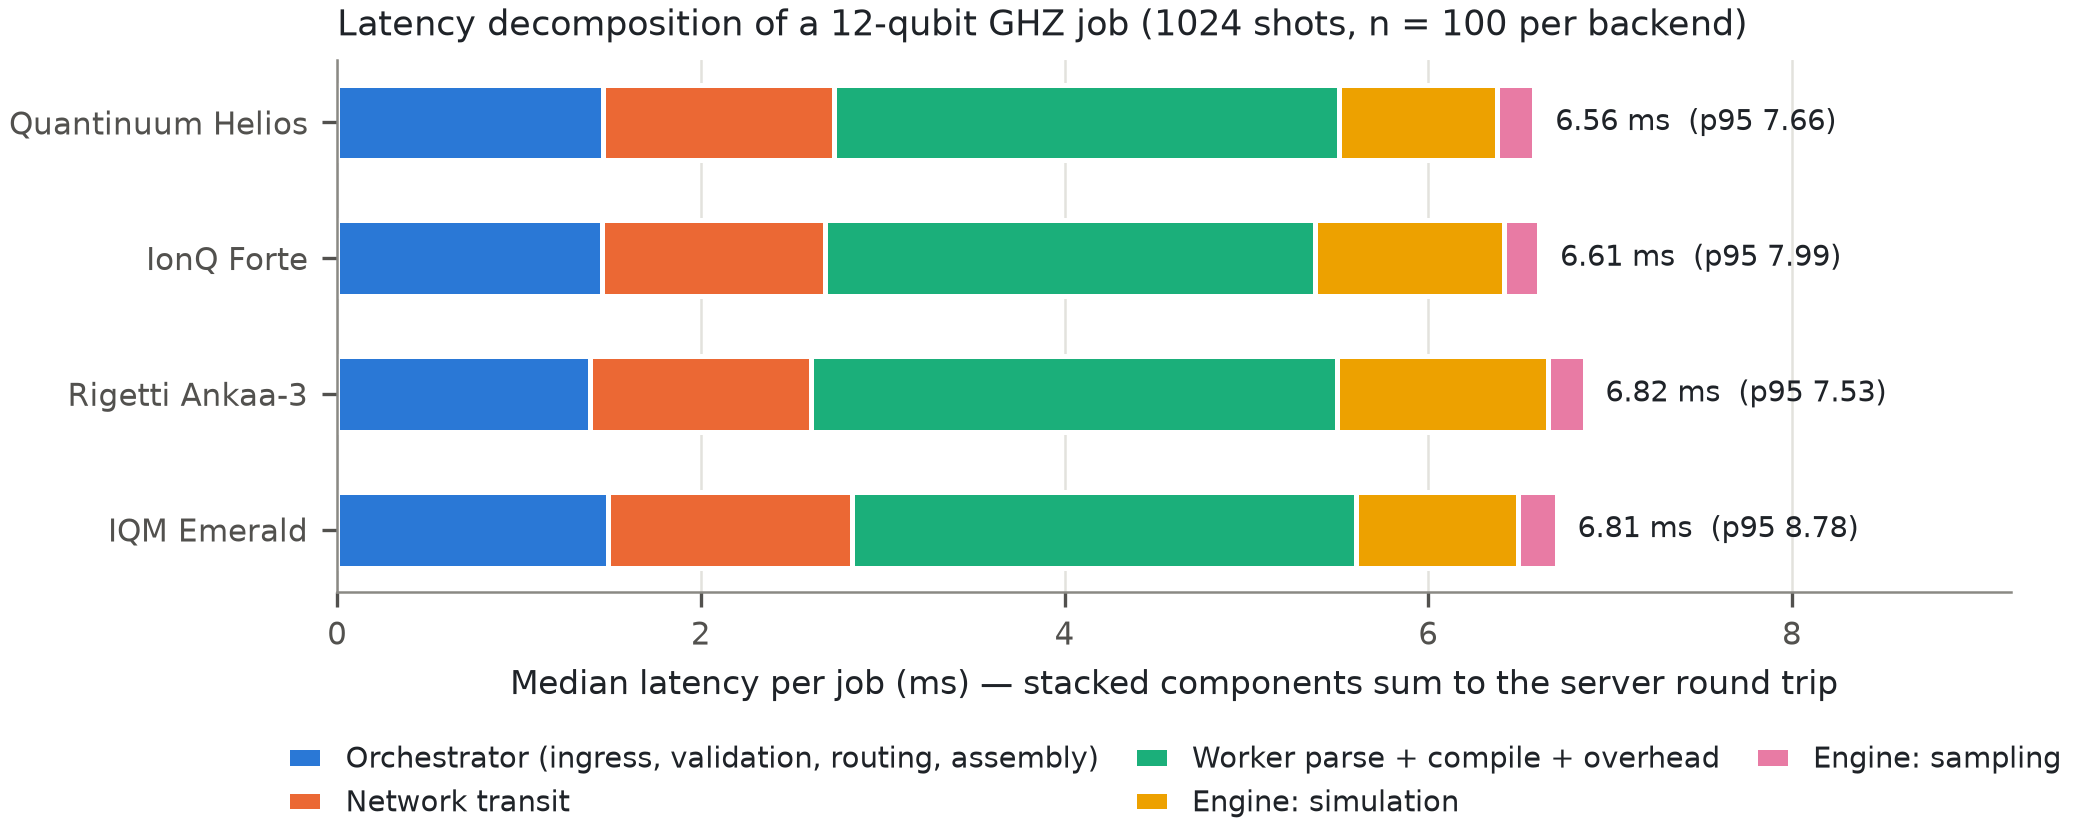 Latency decomposition of a 12-qubit GHZ job (1024 shots, n = 100 per backend)
Quantinuum Helios
6.56 ms (p95 7.66)
IonQ Forte
6.61 ms (p95 7.99)
Rigetti Ankaa-3
6.82 ms (p95 7.53)
IQM Emerald
6.81 ms (p95 8.78)
0 2 4 6 8
Median latency per job (ms) — stacked components sum to the server round trip
Orchestrator (ingress, validation, routing, assembly)
Network transit
Worker parse + compile + overhead
Engine: simulation
Engine: sampling